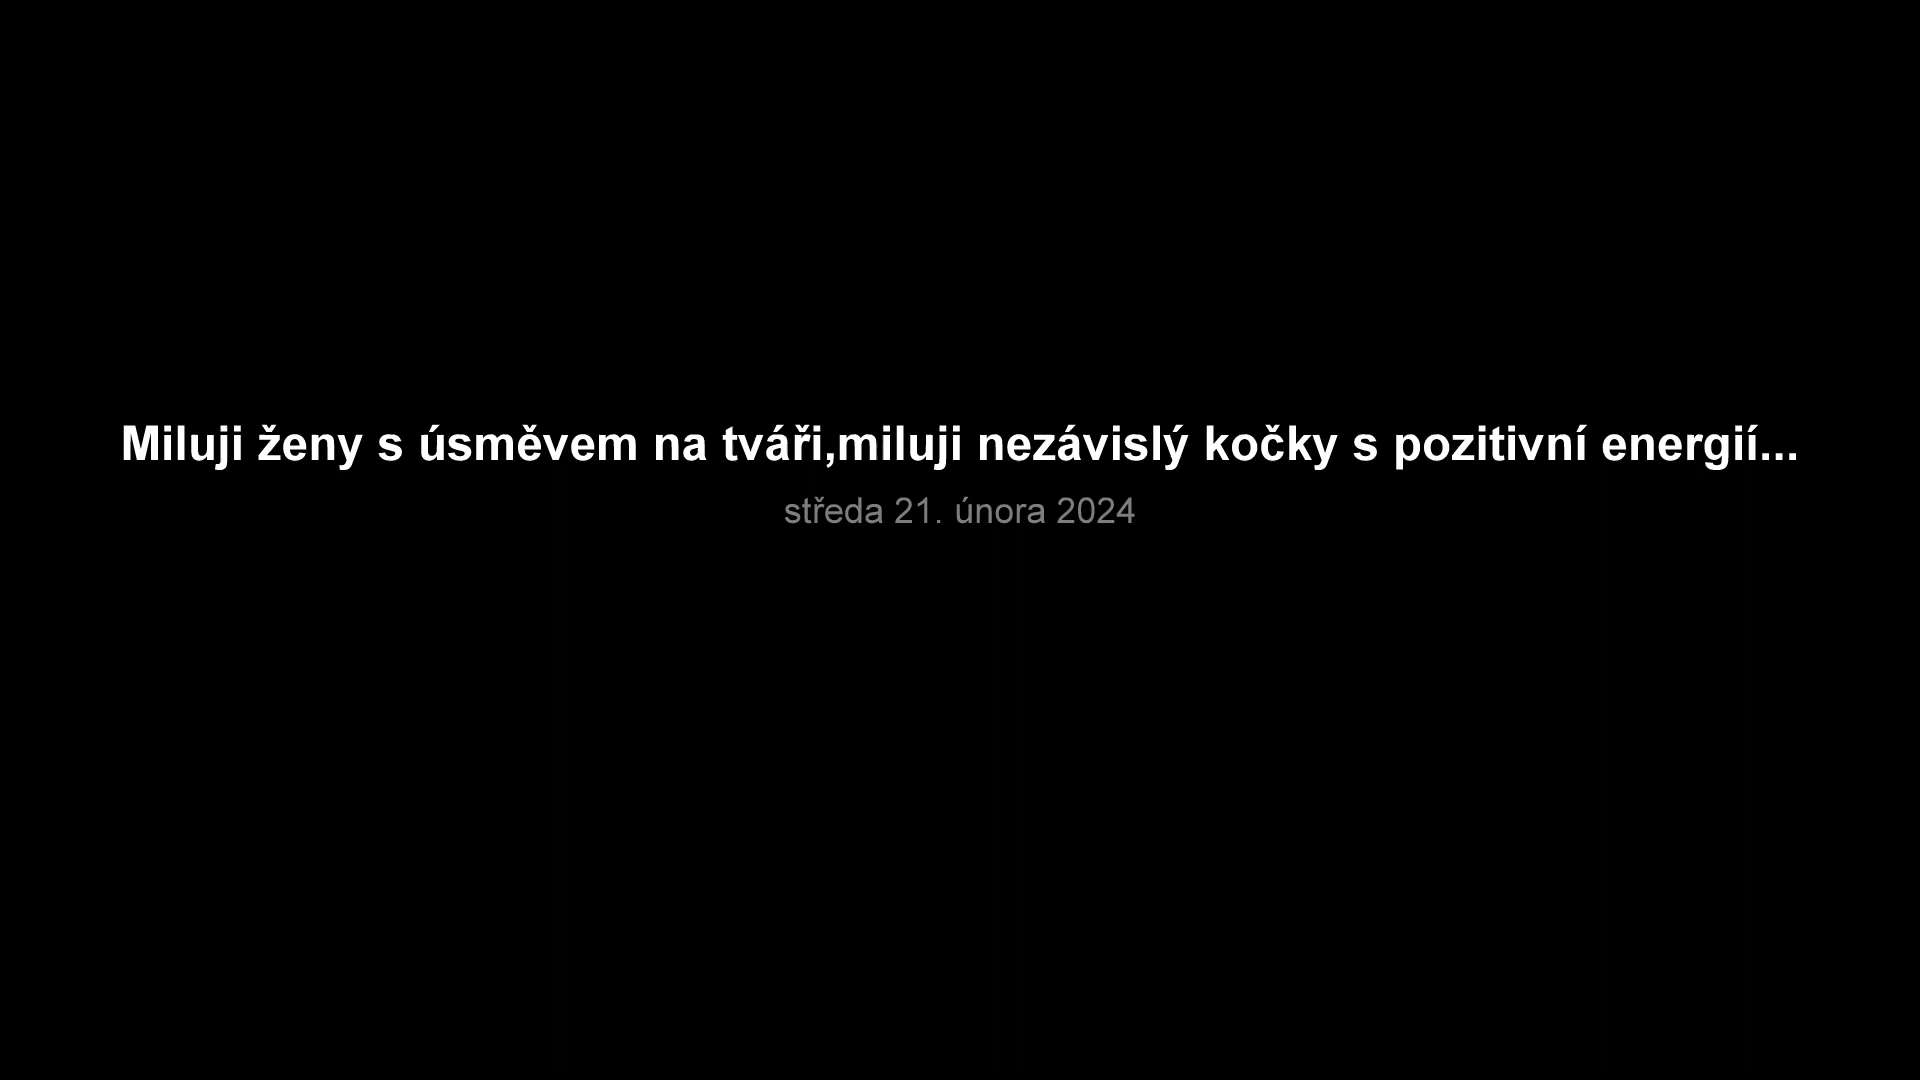 Miluji ženy s úsměvem na tváři,miluji nezávislý kočky s pozitivní energií...
středa 21. února 2024